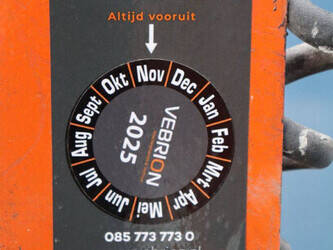 Altijd vooruit
Nov
Dec
Jan
Feb
Mrt
Apr
Mei
Jun
Jul
Aug
Sept
Okt
VEBRION
2025
085 773 773 0